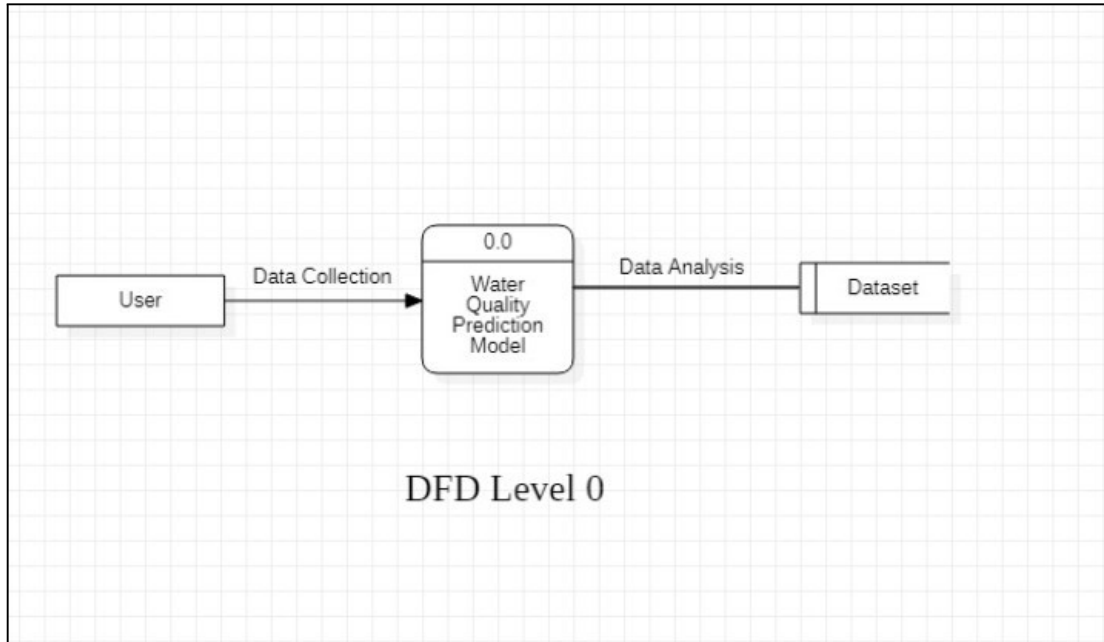 User
Data Collection
0.0
Water
Quality
Prediction
Model
Data Analysis
Dataset
DFD Level 0